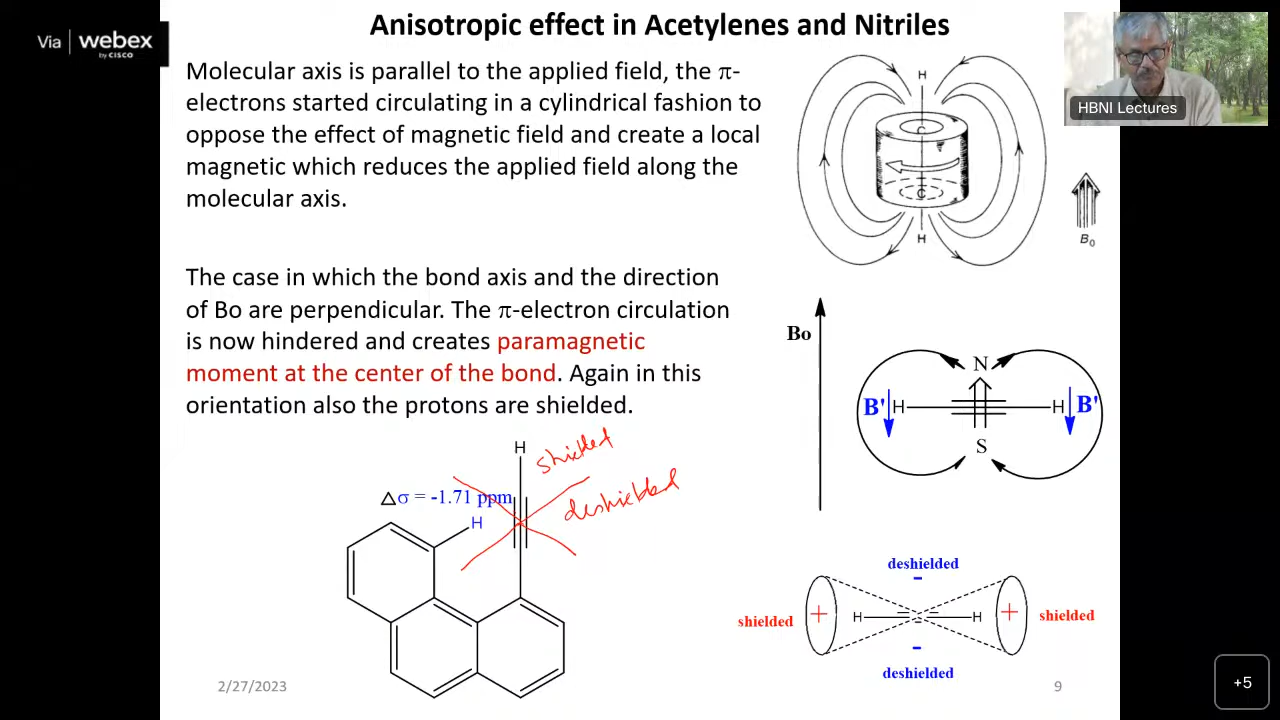 Via webex
by CISCO
Anisotropic effect in Acetylenes and Nitriles
HBNI Lectures
Molecular axis is parallel to the applied field, the π-
electrons started circulating in a cylindrical fashion to
oppose the effect of magnetic field and create a local
magnetic which reduces the applied field along the
molecular axis.
H
C
C
H
B0
The case in which the bond axis and the direction
of Bo are perpendicular. The π-electron circulation
is now hindered and creates paramagnetic
moment at the center of the bond. Again in this
orientation also the protons are shielded.
Bo
N
B' H H B'
S
H
shielded
△σ = -1.71 ppm
deshielded
H
deshielded
-
shielded + H H + shielded
-
deshielded
2/27/2023
9
+5